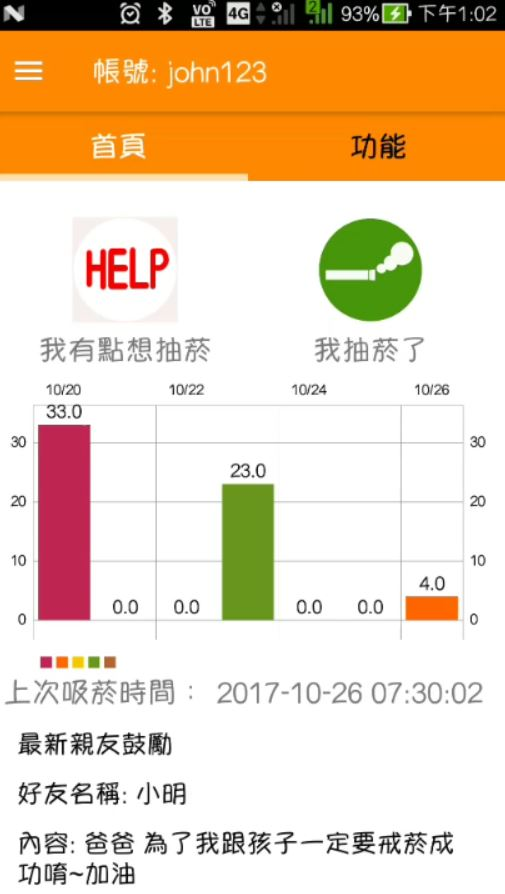 VO
LTE
4G
2
93%
下午1:02
帳號: john123
首頁
功能
HELP
我有點想抽菸
我抽菸了
10/20
10/22
10/24
10/26
33.0
0.0
0.0
23.0
0.0
0.0
4.0
30
20
10
0
30
20
10
0
上次吸菸時間： 2017-10-26 07:30:02
最新親友鼓勵
好友名稱: 小明
內容: 爸爸 為了我跟孩子一定要戒菸成
功唷~加油